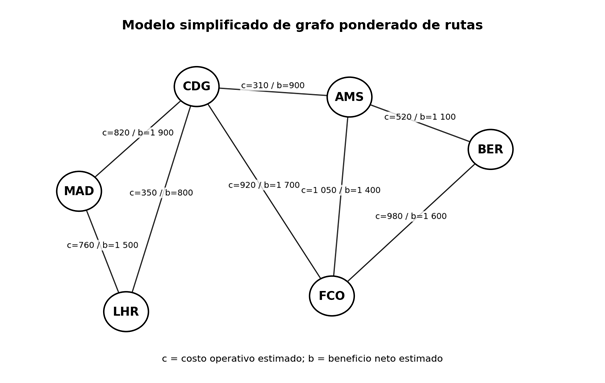 Modelo simplificado de grafo ponderado de rutas
CDG
c=310 / b=900
AMS
c=520 / b=1 100
c=820 / b=1 900
BER
MAD
c=350 / b=800
c=920 / b=1 700
c=1 050 / b=1 400
c=980 / b=1 600
c=760 / b=1 500
LHR
FCO
c = costo operativo estimado; b = beneficio neto estimado